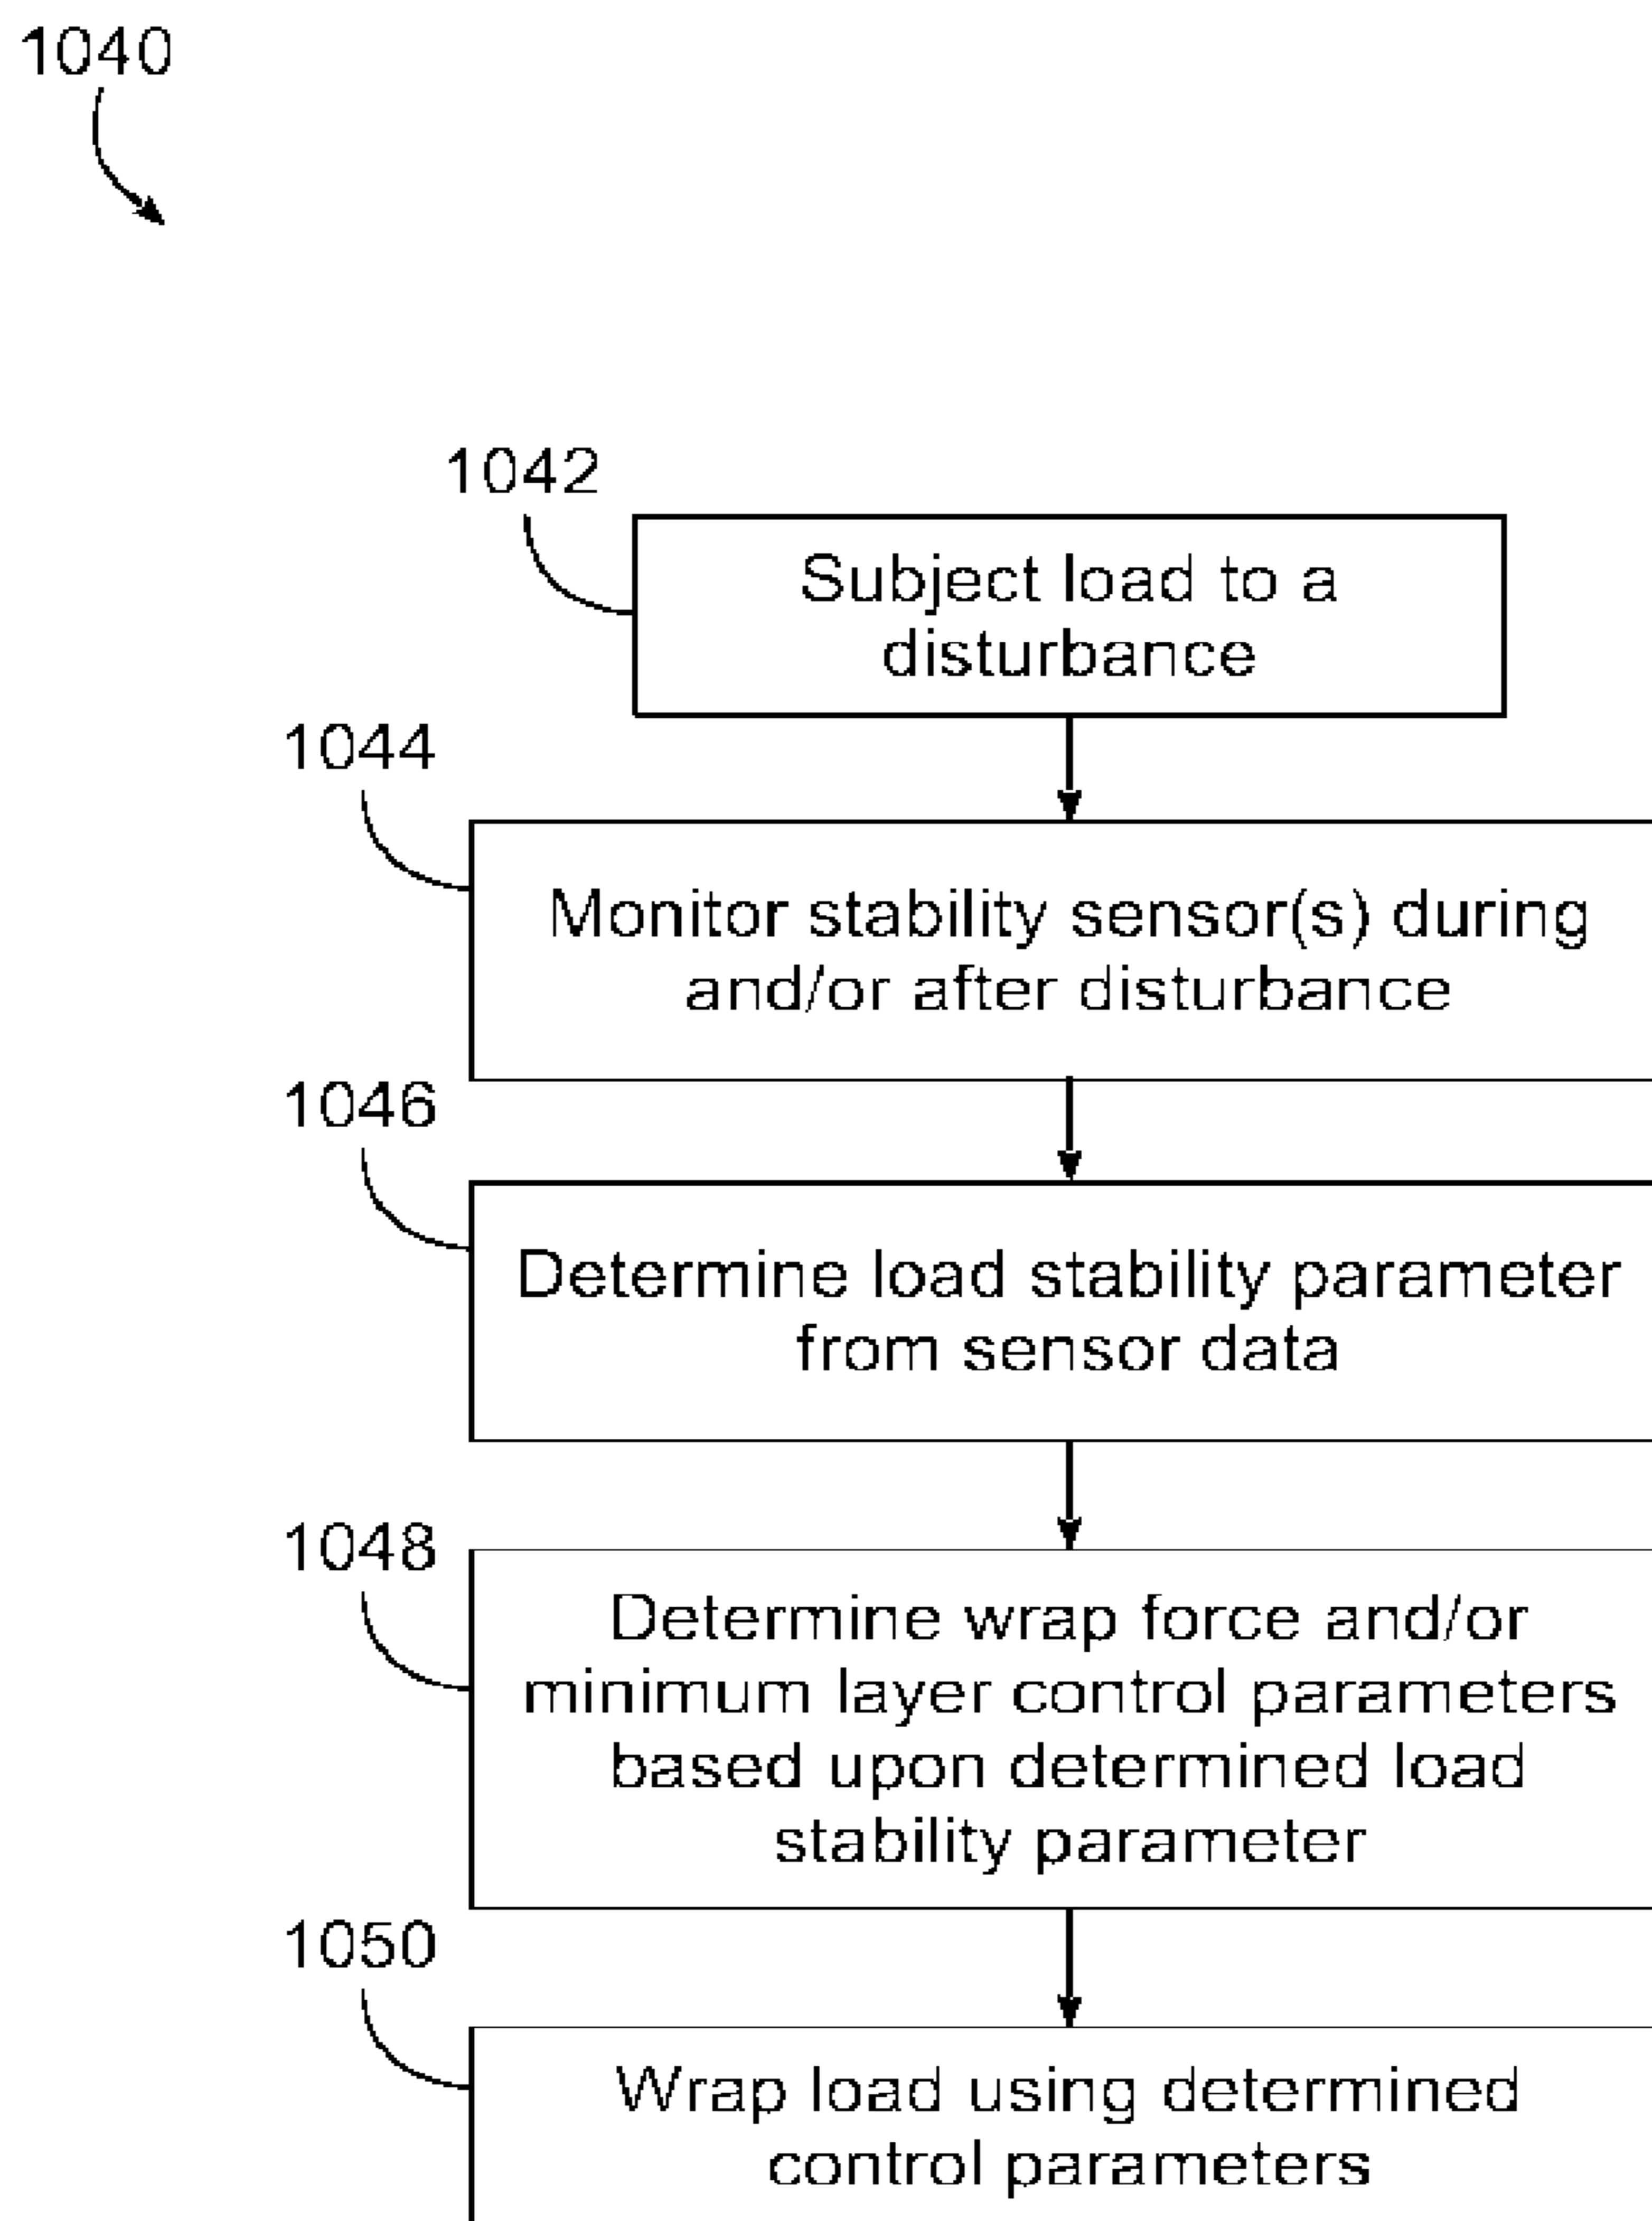 1040
1042
Subject load to a
disturbance
1044
Monitor stability sensor(s) during
and/or after disturbance
1046
Determine load stability parameter
from sensor data
1048
Determine wrap force and/or
minimum layer control parameters
based upon determined load
stability parameter
1050
Wrap load using determined
control parameters